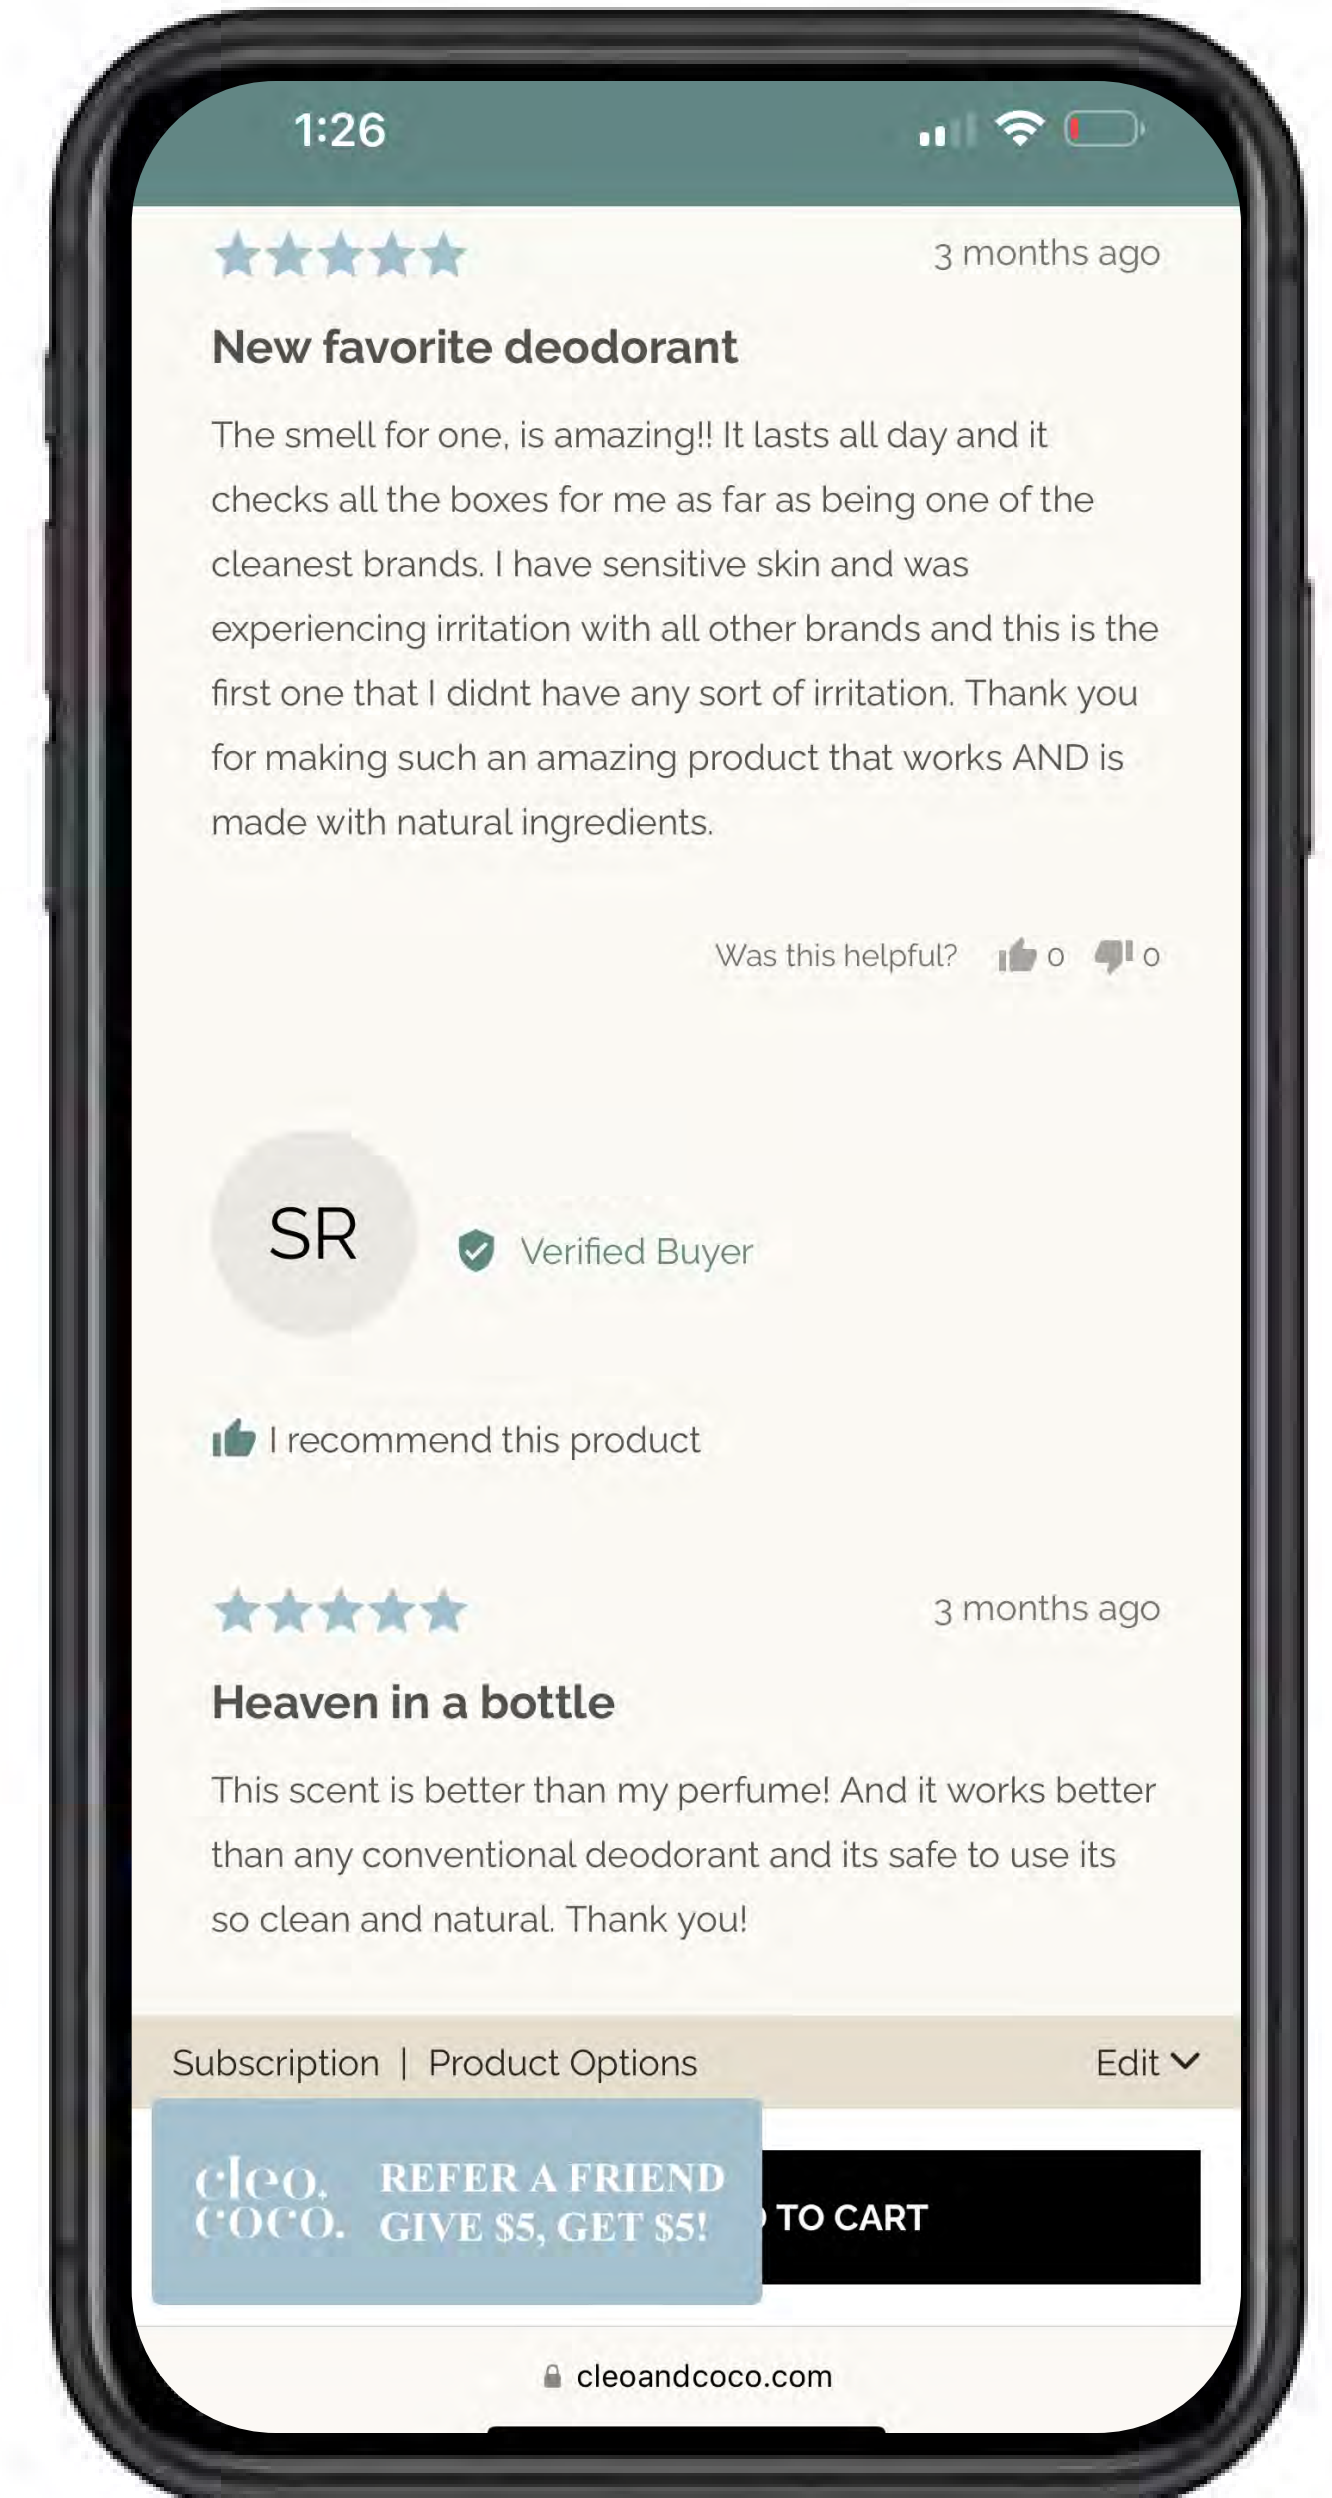 1:26
3 months ago
New favorite deodorant
The smell for one, is amazing!! It lasts all day and it
checks all the boxes for me as far as being one of the
cleanest brands. I have sensitive skin and was
experiencing irritation with all other brands and this is the
first one that I didnt have any sort of irritation. Thank you
for making such an amazing product that works AND is
made with natural ingredients.
Was this helpful? 0 0
SR
Verified Buyer
I recommend this product
3 months ago
Heaven in a bottle
This scent is better than my perfume! And it works better
than any conventional deodorant and its safe to use its
so clean and natural. Thank you!
Subscription | Product Options
Edit
cleo.
coco.
REFER A FRIEND
GIVE $5, GET $5!
TO CART
cleoandcoco.com